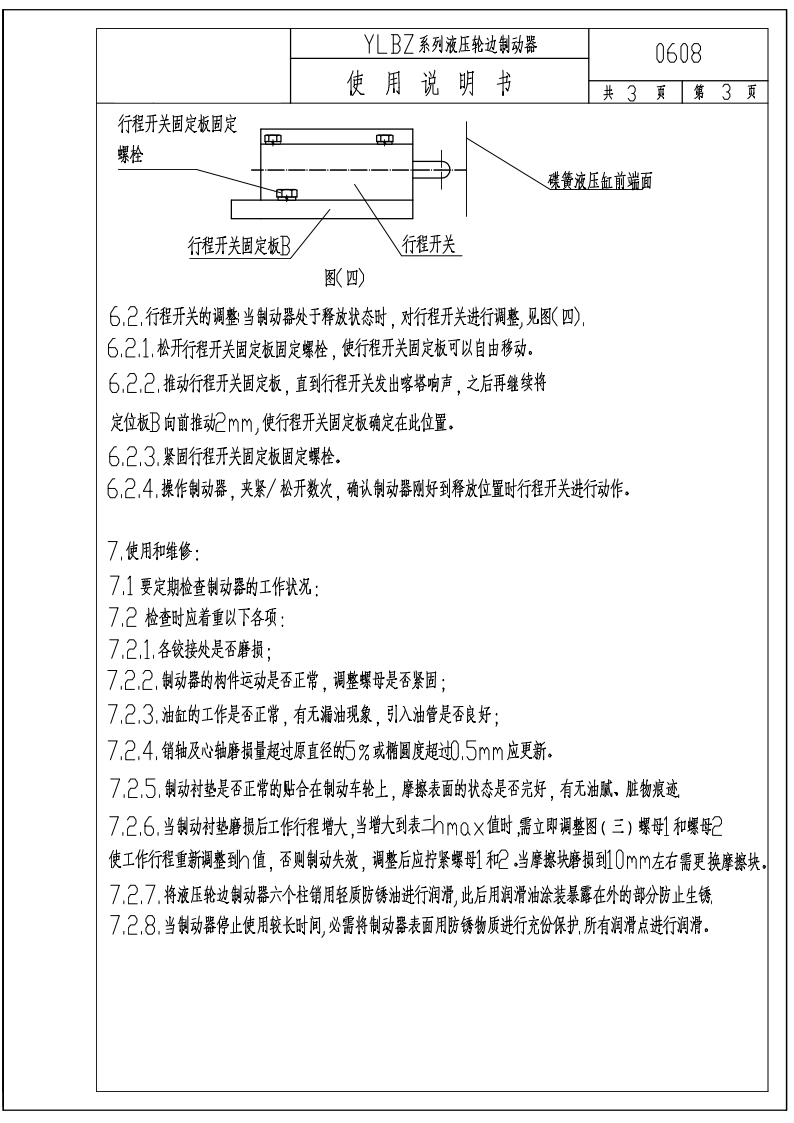 YLBZ系列液压轮边制动器
0608
使用说明书
共 3 页 第 3 页
行程开关固定板固定
螺栓
碟簧液压缸前端面
行程开关固定板B
行程开关
图(四)
6.2.行程开关的调整:当制动器处于释放状态时，对行程开关进行调整,见图(四).
6.2.1.松开行程开关固定板固定螺栓，使行程开关固定板可以自由移动。
6.2.2.推动行程开关固定板，直到行程开关发出喀塔响声，之后再继续将
定位板B向前推动2mm,使行程开关固定板确定在此位置。
6.2.3.紧固行程开关固定板固定螺栓。
6.2.4.操作制动器，夹紧/松开数次，确认制动器刚好到释放位置时行程开关进行动作。
7.使用和维修:
7.1 要定期检查制动器的工作状况:
7.2 检查时应着重以下各项:
7.2.1.各铰接处是否磨损;
7.2.2.制动器的构件运动是否正常，调整螺母是否紧固;
7.2.3.油缸的工作是否正常，有无漏油现象，引入油管是否良好;
7.2.4.销轴及心轴磨损量超过原直径的5%或椭圆度超过0.5mm应更新。
7.2.5.制动衬垫是否正常的贴合在制动车轮上，摩擦表面的状态是否完好，有无油腻、脏物痕迹.
7.2.6.当制动衬垫磨损后工作行程增大,当增大到表二hmax值时,需立即调整图(三)螺母1和螺母2
使工作行程重新调整到h值，否则制动失效，调整后应拧紧螺母1和2。当摩擦块磨损到10mm左右需更换摩擦块。
7.2.7.将液压轮边制动器六个柱销用轻质防锈油进行润滑,此后用润滑油涂装暴露在外的部分防止生锈.
7.2.8.当制动器停止使用较长时间,必需将制动器表面用防锈物质进行充份保护.所有润滑点进行润滑。